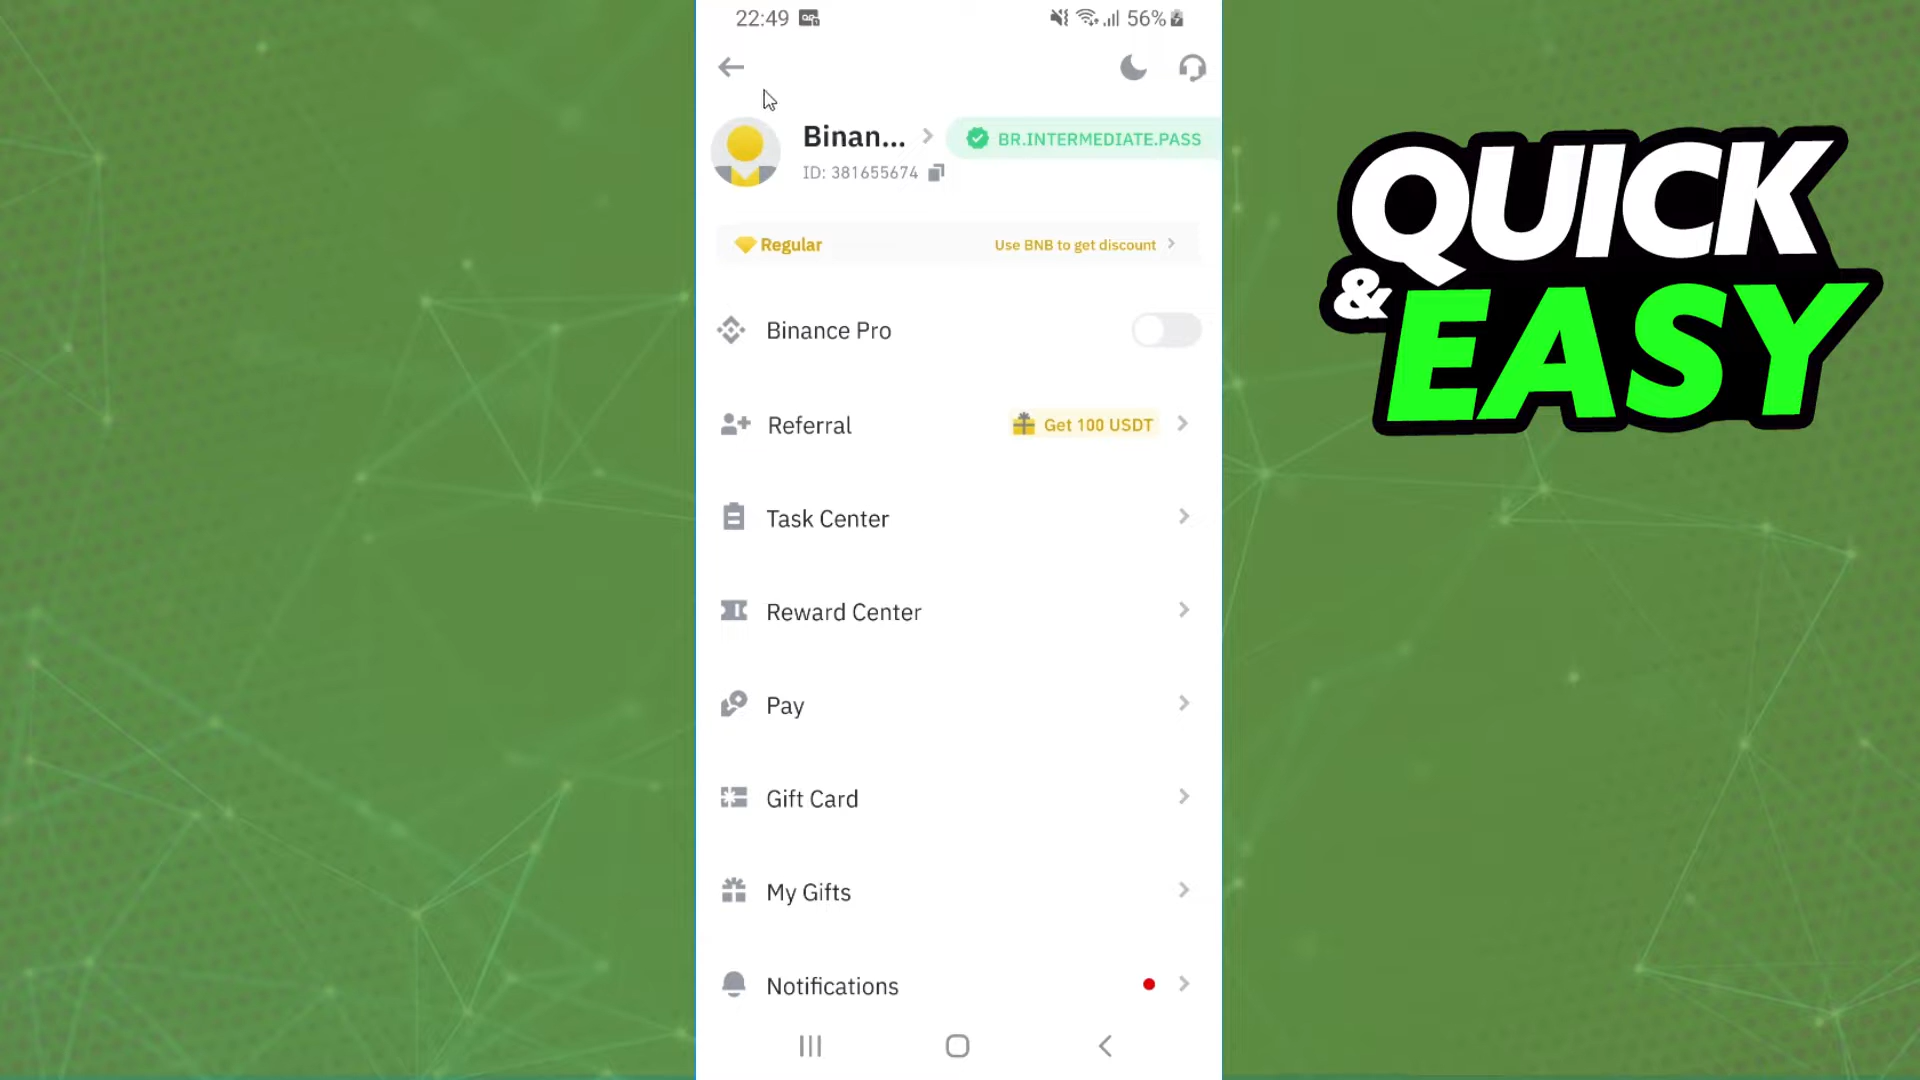 22:49
56%
Binan...
BR.INTERMEDIATE.PASS
ID: 381655674
Regular
Use BNB to get discount
Binance Pro
Referral
Get 100 USDT
Task Center
Reward Center
Pay
Gift Card
My Gifts
Notifications
QUICK
& EASY